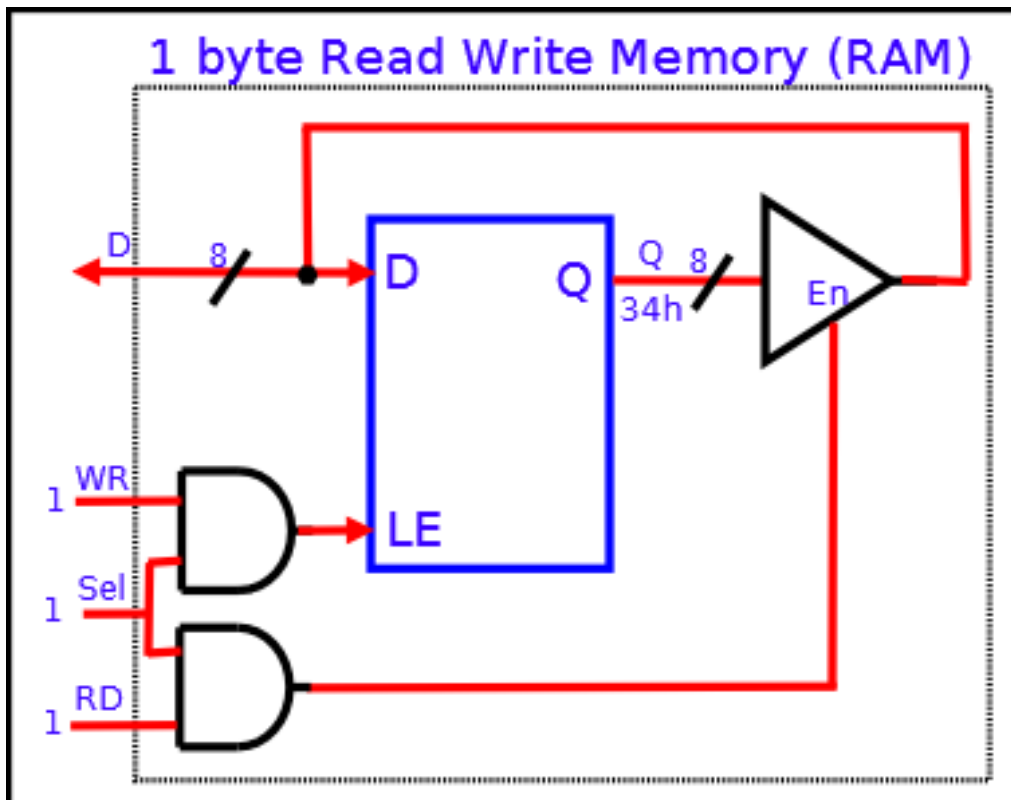 1 byte Read Write Memory (RAM)
D
8
D
Q
Q
8
34h
En
WR
1
LE
Sel
1
RD
1